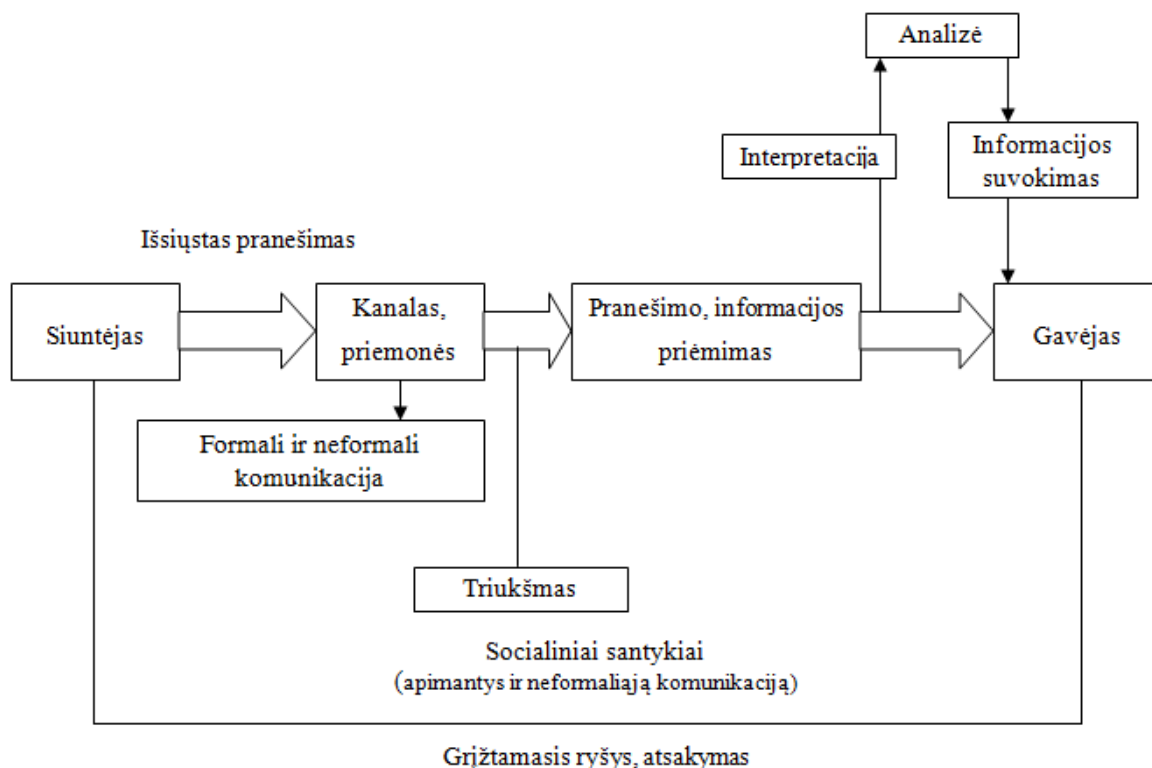 Analizė
Interpretacija
Informacijos
suvokimas
Išsiųstas pranešimas
Siuntėjas
Kanalas,
priemonės
Pranešimo, informacijos
priėmimas
Gavėjas
Formali ir neformali
komunikacija
Triukšmas
Socialiniai santykiai
(apimantys ir neformaliąją komunikaciją)
Grįžtamasis ryšys, atsakymas